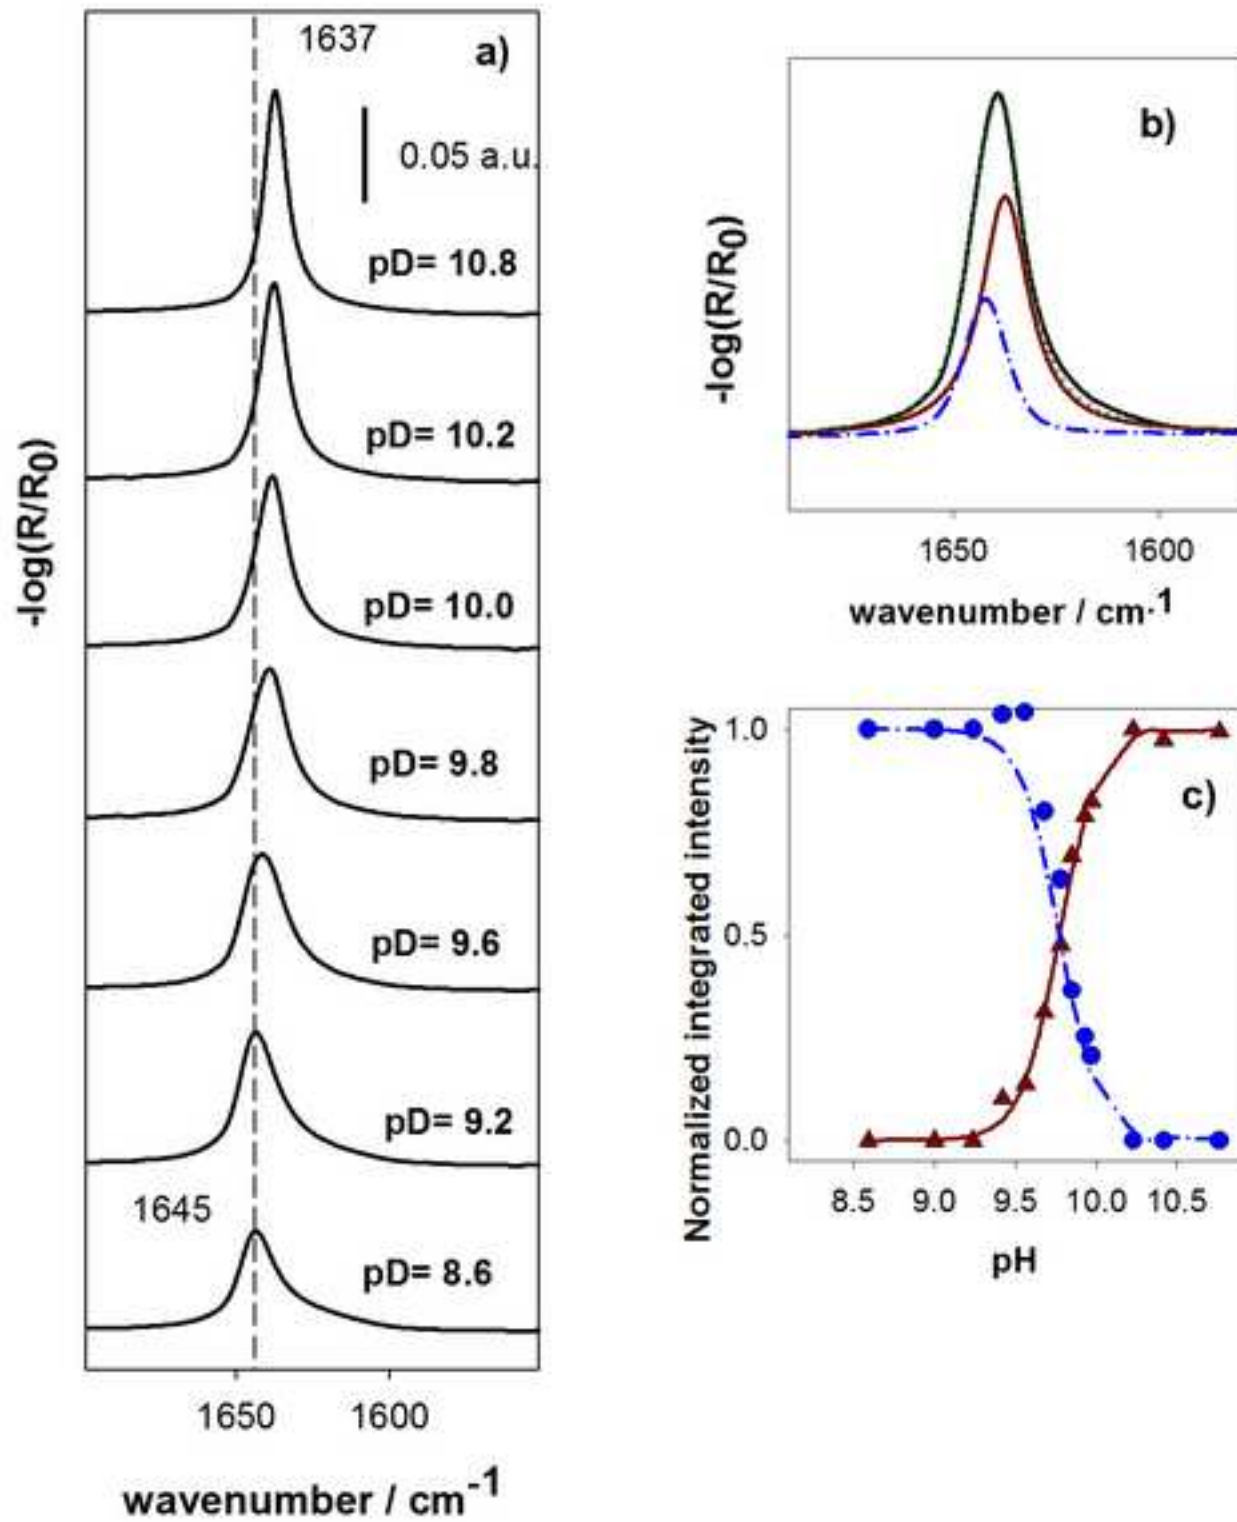 1637
a)
0.05 a.u.
pD= 10.8
pD= 10.2
pD= 10.0
pD= 9.8
pD= 9.6
pD= 9.2
1645
pD= 8.6
-log(R/R0)
1650 1600
wavenumber / cm-1
b)
-log(R/R0)
1650 1600
wavenumber / cm-1
c)
Normalized integrated intensity
1.0
0.5
0.0
8.5 9.0 9.5 10.0 10.5
pH